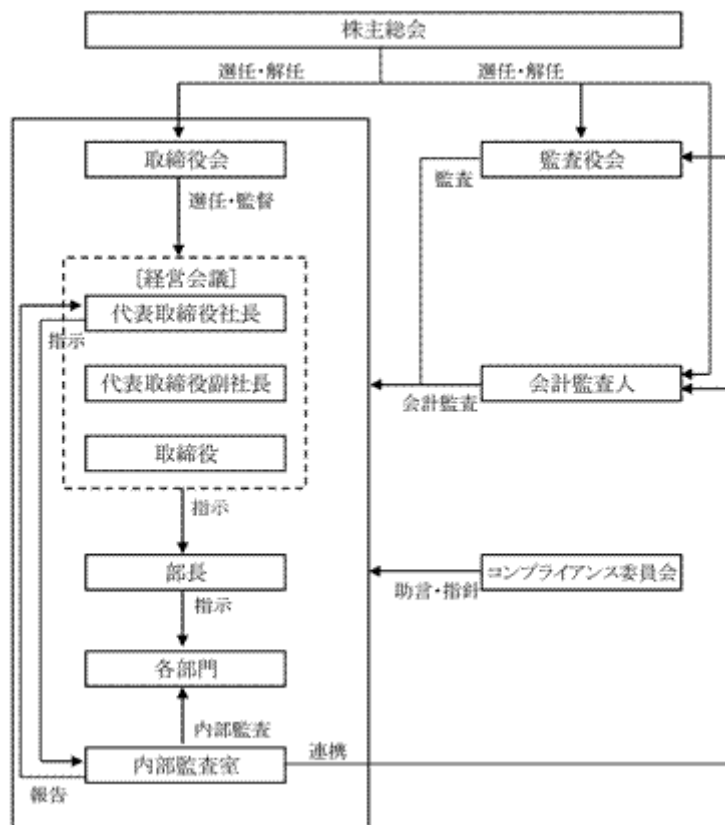 株主総会
選任・解任
選任・解任
取締役会
監査役会
監査
選任・監督
[経営会議]
代表取締役社長
指示
代表取締役副社長
会計監査人
会計監査
取締役
指示
部長
コンプライアンス委員会
助言・指針
指示
各部門
内部監査
内部監査室
連携
報告